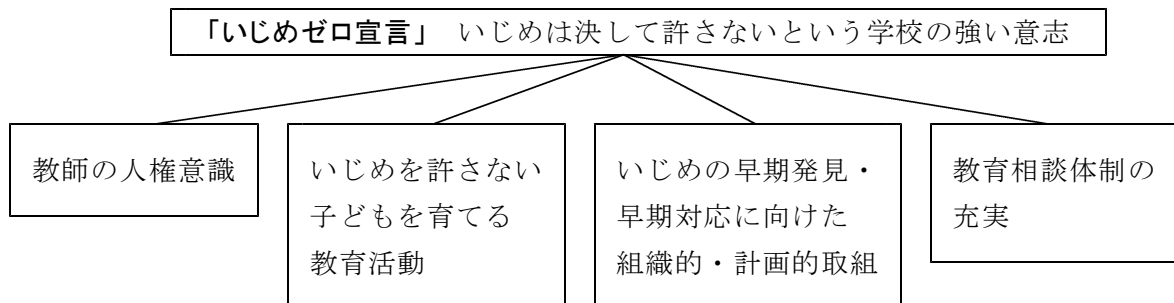 「いじめゼロ宣言」 いじめは決して許さないという学校の強い意志
教師の人権意識
いじめを許さない
子どもを育てる
教育活動
いじめの早期発見・
早期対応に向けた
組織的・計画的取組
教育相談体制の
充実